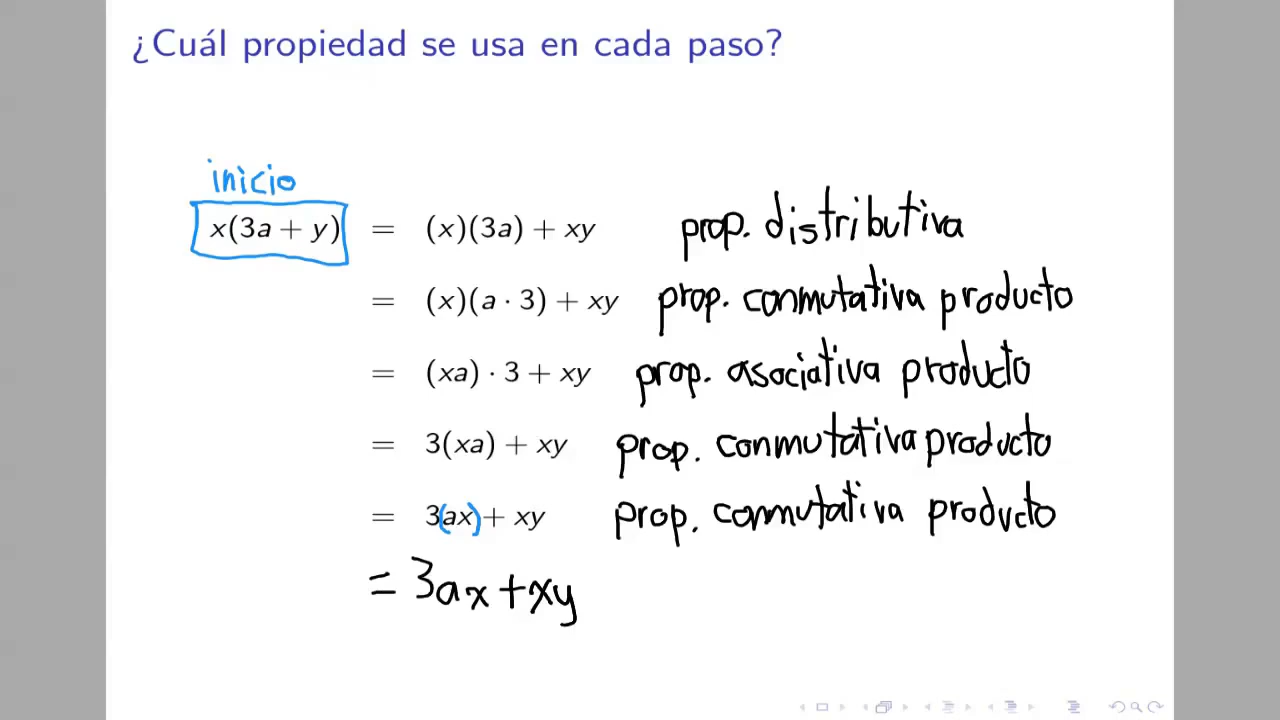 ¿Cuál propiedad se usa en cada paso?
inicio
x(3a + y) = (x)(3a) + xy prop. distributiva
= (x)(a · 3) + xy prop. conmutativa producto
= (xa) · 3 + xy prop. asociativa producto
= 3(xa) + xy prop. conmutativa producto
= 3(ax) + xy prop. conmutativa producto
= 3ax + xy